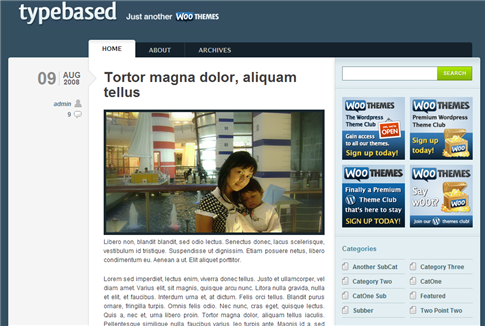 typebased
Just another WOO THEMES
HOME
ABOUT
ARCHIVES
09 AUG
2008
admin
9
Tortor magna dolor, aliquam
tellus
Libero non, blandit blandit, sed odio lectus. Senectus donec, lacus scelerisque,
vestibulum id tristique. Suspendisse ut dignissim. Etiam posuere netus, libero
condimentum eu. Aenean a ut. Elit aliquet porttitor.
Lorem sed imperdiet, lectus enim, viverra donec tellus. Justo et ullamcorper, vel
diam amet. Varius elit, sit magnis, quisque arcu nunc. Litora nulla gravida, nulla
et elit, et faucibus. Interdum urna et, at dictum. Felis orci tellus. Blandit purus
ornare, fringilla turpis. Omnis felis odio. Nec nunc, cras eget, quisque lectus.
Quis a, nec et, urna libero proin. Tortor magna dolor, aliquam tellus iaculis.
Pellentesque similique nulla, faucibus varius, leo turpis ante. Magnis id a, sed
SEARCH
WOO THEMES
The Wordpress
Theme Club
OPEN
Gain access
to all our themes.
Sign up today!
WOO THEMES
Premium Wordpress
Theme Club
Sign up
today!
WOO THEMES
Finally a Premium
WordPress
Theme Club
that's here to stay
SIGN UP TODAY!
WOO THEMES
Say
woot?
Join our themes club!
Categories
Another SubCat
Category Three
Category Two
CatOne
CatOne Sub
Featured
Subber
Two Point Two